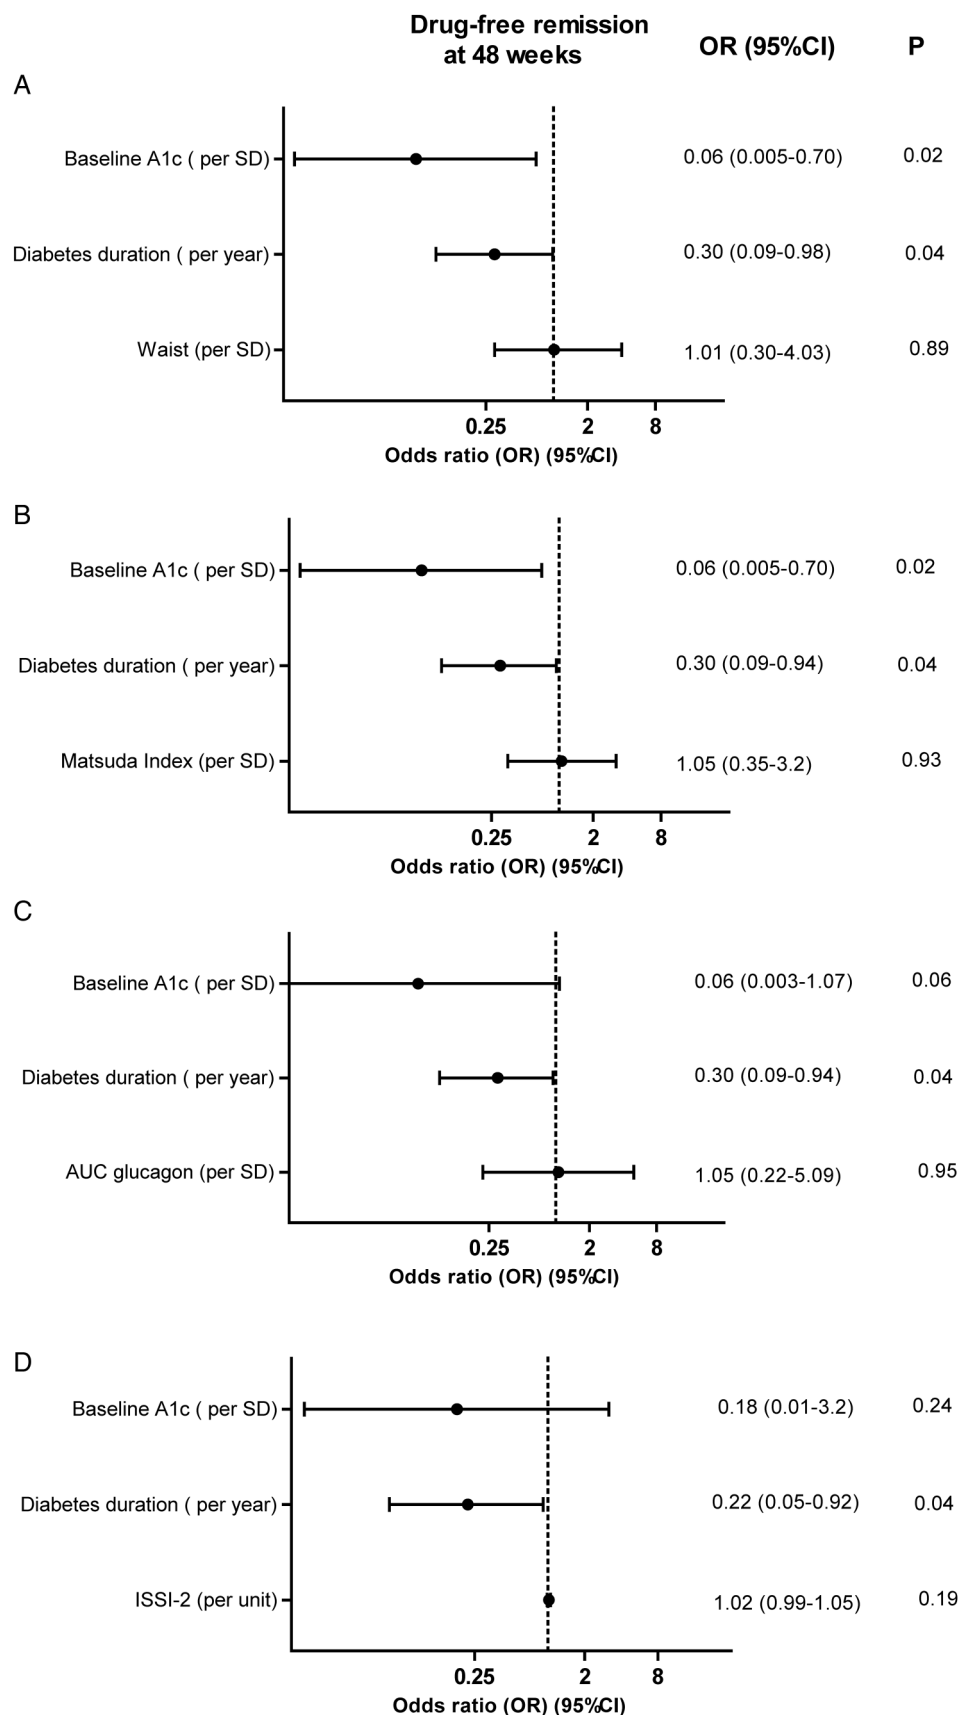 Drug-free remission
at 48 weeks
OR (95%CI)
P
A
Baseline A1c ( per SD)
0.06 (0.005-0.70)
0.02
Diabetes duration ( per year)
0.30 (0.09-0.98)
0.04
Waist (per SD)
1.01 (0.30-4.03)
0.89
0.25 2 8
Odds ratio (OR) (95%CI)
B
Baseline A1c ( per SD)
0.06 (0.005-0.70)
0.02
Diabetes duration ( per year)
0.30 (0.09-0.94)
0.04
Matsuda Index (per SD)
1.05 (0.35-3.2)
0.93
0.25 2 8
Odds ratio (OR) (95%CI)
C
Baseline A1c ( per SD)
0.06 (0.003-1.07)
0.06
Diabetes duration ( per year)
0.30 (0.09-0.94)
0.04
AUC glucagon (per SD)
1.05 (0.22-5.09)
0.95
0.25 2 8
Odds ratio (OR) (95%CI)
D
Baseline A1c ( per SD)
0.18 (0.01-3.2)
0.24
Diabetes duration ( per year)
0.22 (0.05-0.92)
0.04
ISSI-2 (per unit)
1.02 (0.99-1.05)
0.19
0.25 2 8
Odds ratio (OR) (95%CI)